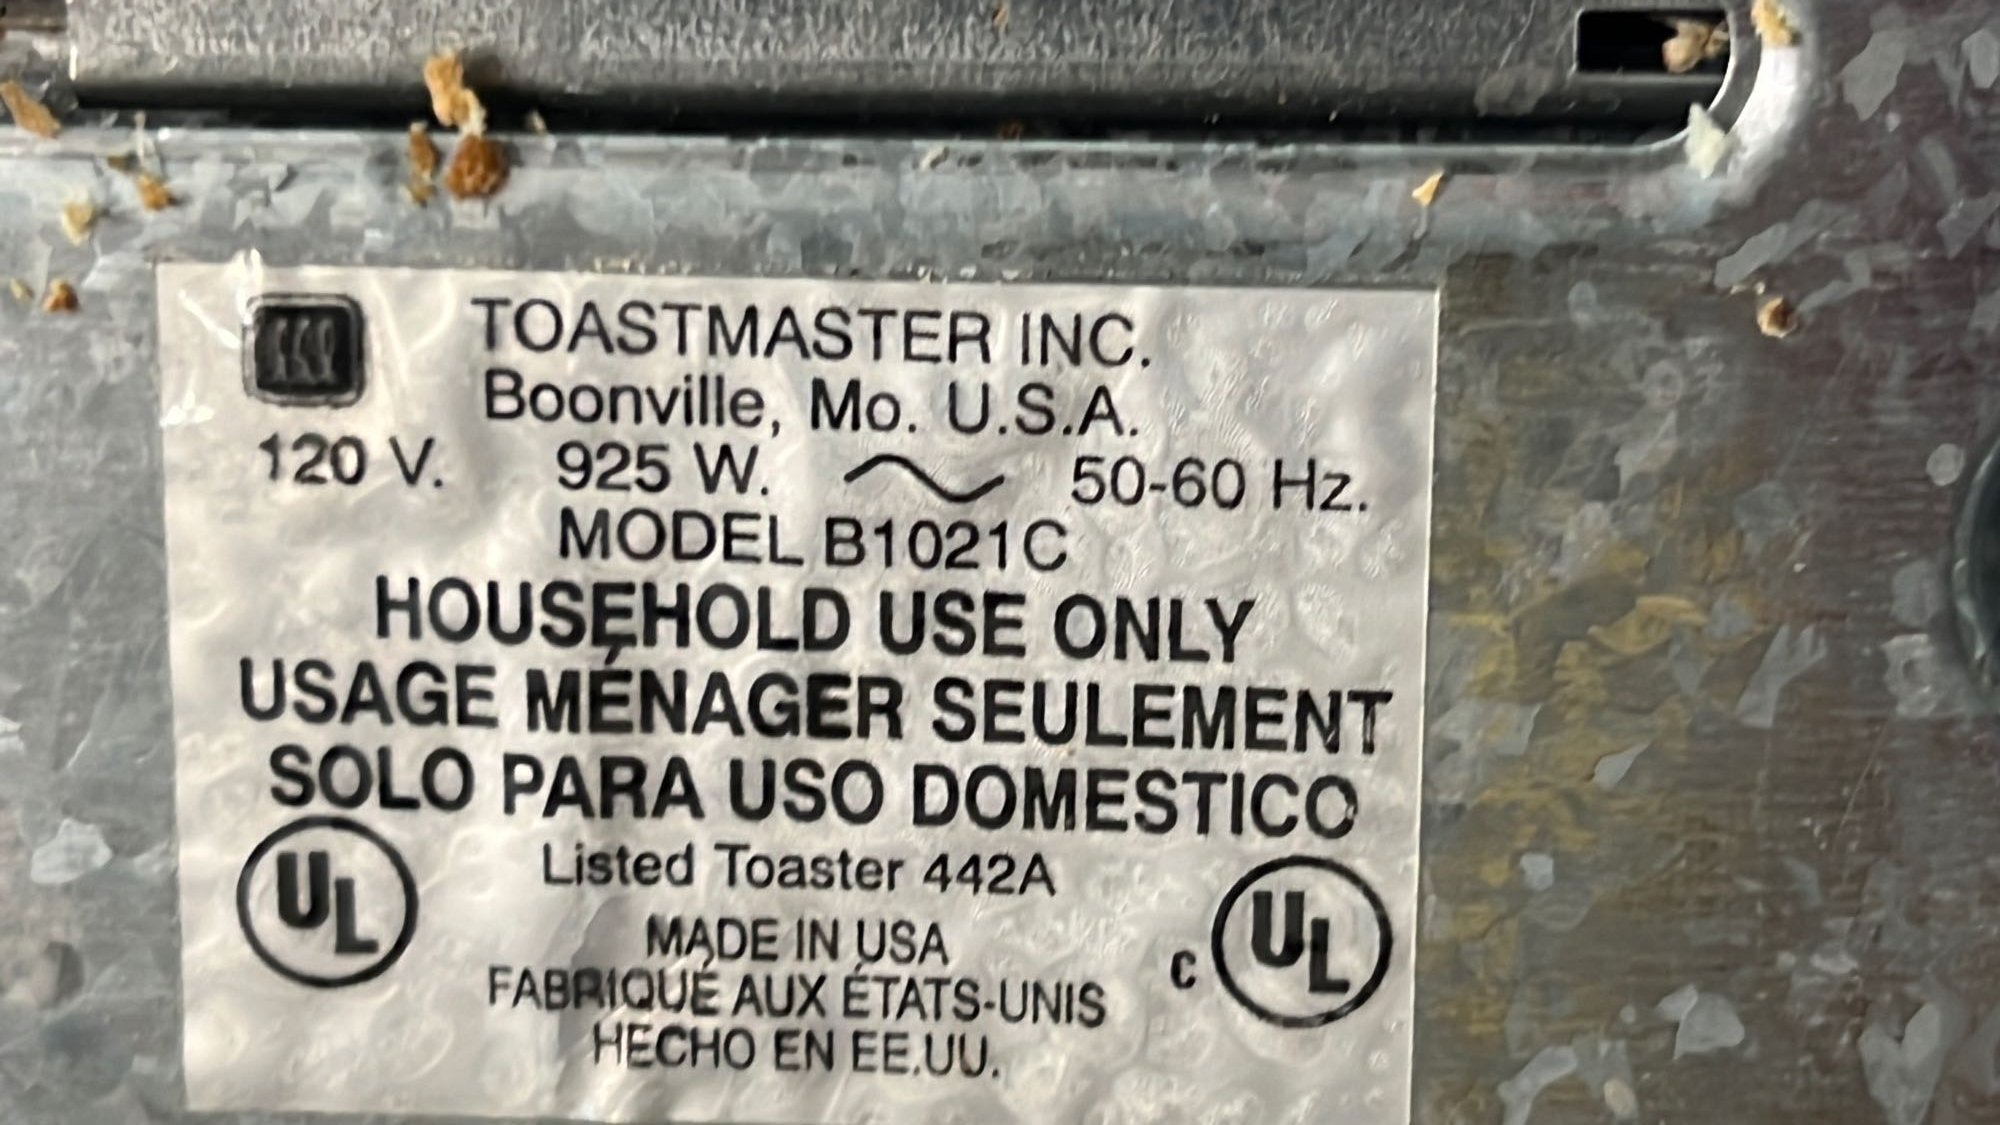 TOASTMASTER INC.
Boonville, Mo. U.S.A.
120 V. 925 W. 50-60 Hz.
MODEL B1021C
HOUSEHOLD USE ONLY
USAGE MÉNAGER SEULEMENT
SOLO PARA USO DOMESTICO
UL Listed Toaster 442A
MADE IN USA
c UL
FABRIQUÉ AUX ÉTATS-UNIS
HECHO EN EE.UU.